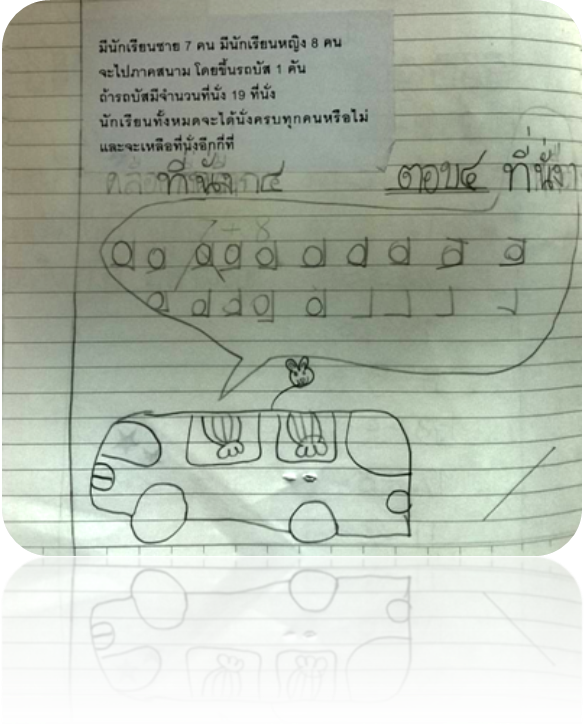 มีนักเรียนชาย 7 คน มีนักเรียนหญิง 8 คน
จะไปภาคสนาม โดยขึ้นรถบัส 1 คัน
ถ้ารถบัสมีจำนวนที่นั่ง 19 ที่นั่ง
นักเรียนทั้งหมดจะได้นั่งครบทุกคนหรือไม่
และจะเหลือที่นั่งอีกกี่ที่
ที่นั่ง ๔ ตอบ๔ ที่นั่ง
7 + 8